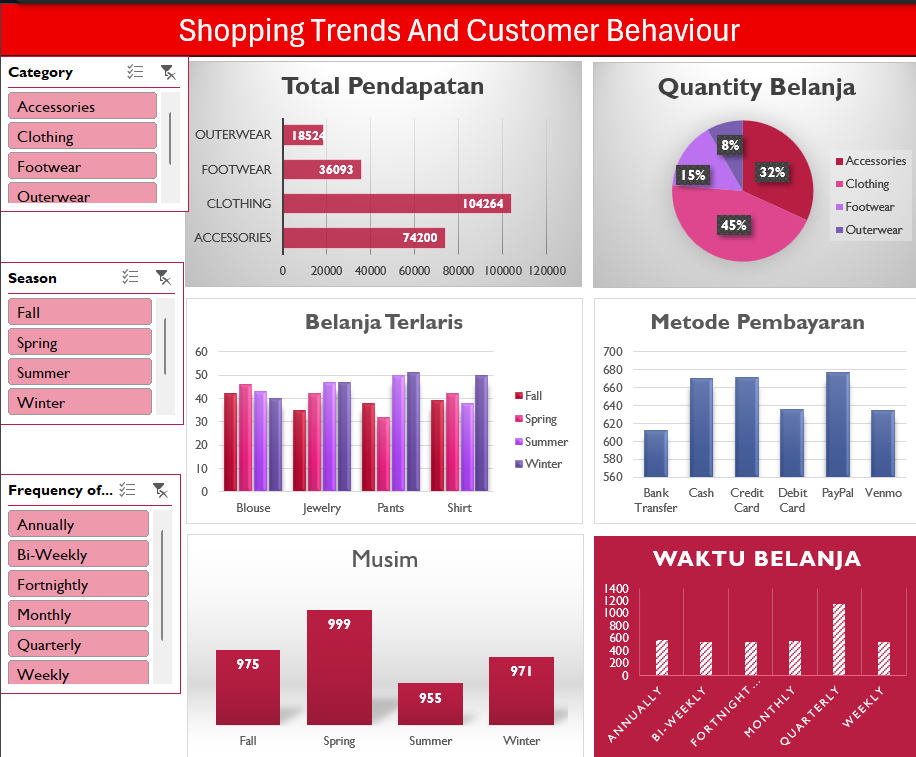 Shopping Trends And Customer Behaviour
Category
Accessories
Clothing
Footwear
Outerwear
Season
Fall
Spring
Summer
Winter
Frequency of...
Annually
Bi-Weekly
Fortnightly
Monthly
Quarterly
Weekly
Total Pendapatan
OUTERWEAR 18524
FOOTWEAR 36093
CLOTHING 104264
ACCESSORIES 74200
0 20000 40000 60000 80000 100000 120000
Quantity Belanja
8%
15%
32%
45%
Accessories
Clothing
Footwear
Outerwear
Belanja Terlaris
60
50
40
30
20
10
0
Blouse Jewelry Pants Shirt
Fall
Spring
Summer
Winter
Metode Pembayaran
700
680
660
640
620
600
580
560
Bank Transfer Cash Credit Card Debit Card PayPal Venmo
Musim
975 999 955 971
Fall Spring Summer Winter
WAKTU BELANJA
1400
1200
1000
800
600
400
200
0
ANNUALLY BI-WEEKLY FORTNIGHT... MONTHLY QUARTERLY WEEKLY